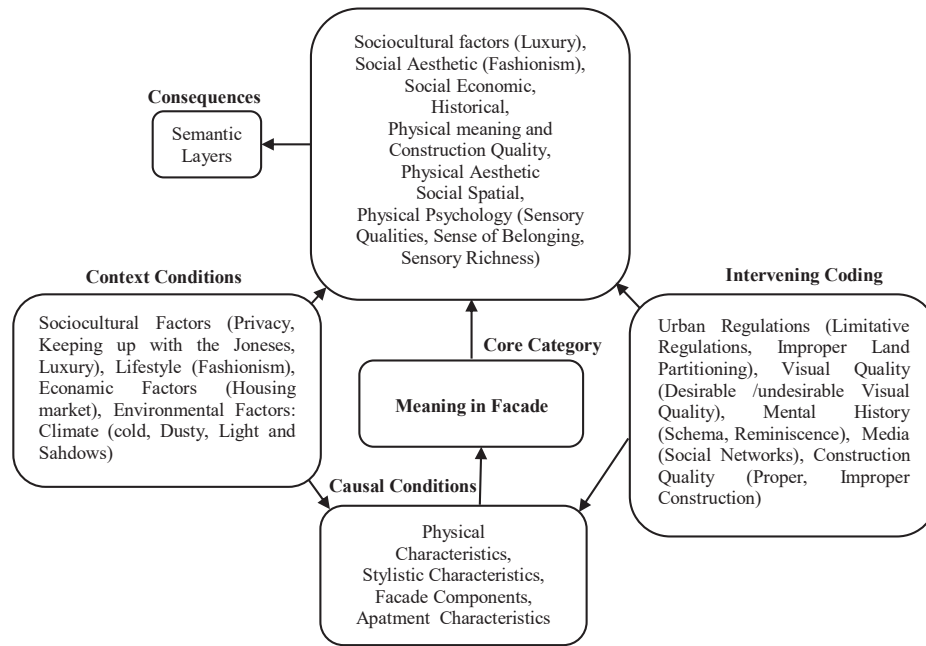 Sociocultural factors (Luxury),
Social Aesthetic (Fashionism),
Social Economic,
Historical,
Physical meaning and
Construction Quality,
Physical Aesthetic
Social Spatial,
Physical Psychology (Sensory
Qualities, Sense of Belonging,
Sensory Richness)
Consequences
Semantic
Layers
Context Conditions
Sociocultural Factors (Privacy,
Keeping up with the Joneses,
Luxury), Lifestyle (Fashionism),
Econamic Factors (Housing
market), Environmental Factors:
Climate (cold, Dusty, Light and
Sahdows)
Core Category
Meaning in Facade
Intervening Coding
Urban Regulations (Limitative
Regulations, Improper Land
Partitioning), Visual Quality
(Desirable /undesirable Visual
Quality), Mental History
(Schema, Reminiscence), Media
(Social Networks), Construction
Quality (Proper, Improper
Construction)
Causal Conditions
Physical
Characteristics,
Stylistic Characteristics,
Facade Components,
Apatment Characteristics